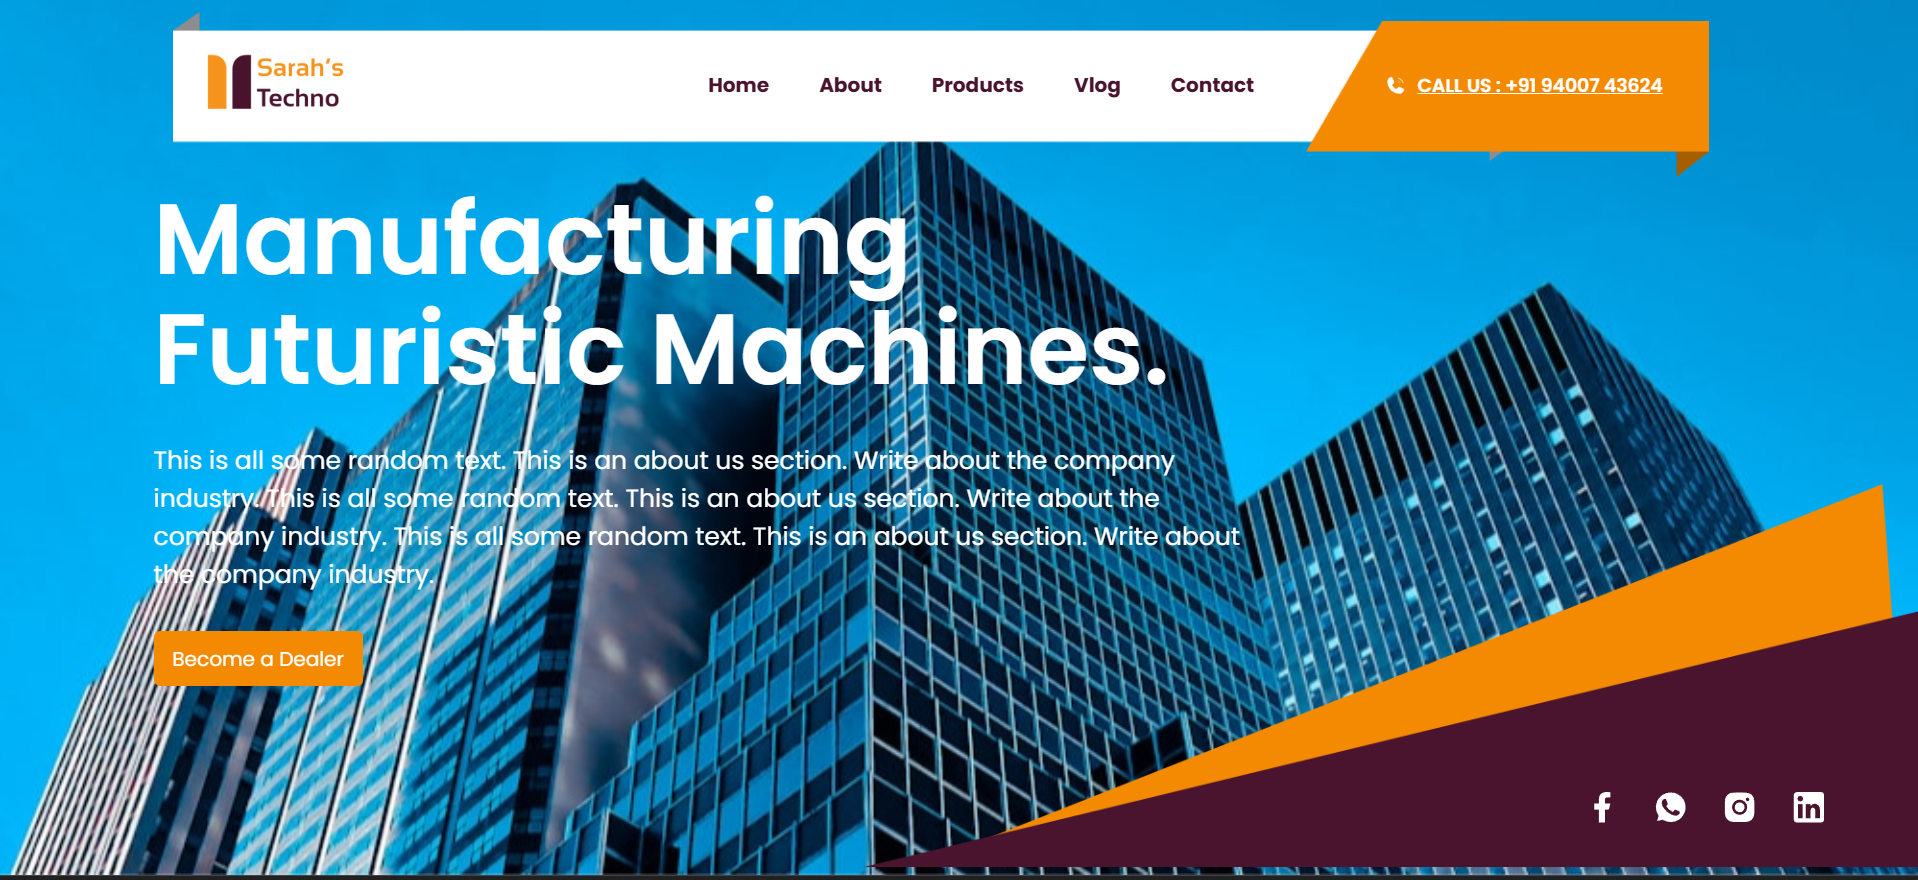 Sarah's
Techno
Home About Products Vlog Contact
CALL US : +91 94007 43624
Manufacturing
Futuristic Machines.
This is all some random text. This is an about us section. Write about the company
industry. This is all some random text. This is an about us section. Write about the
company industry. This is all some random text. This is an about us section. Write about
the company industry.
Become a Dealer